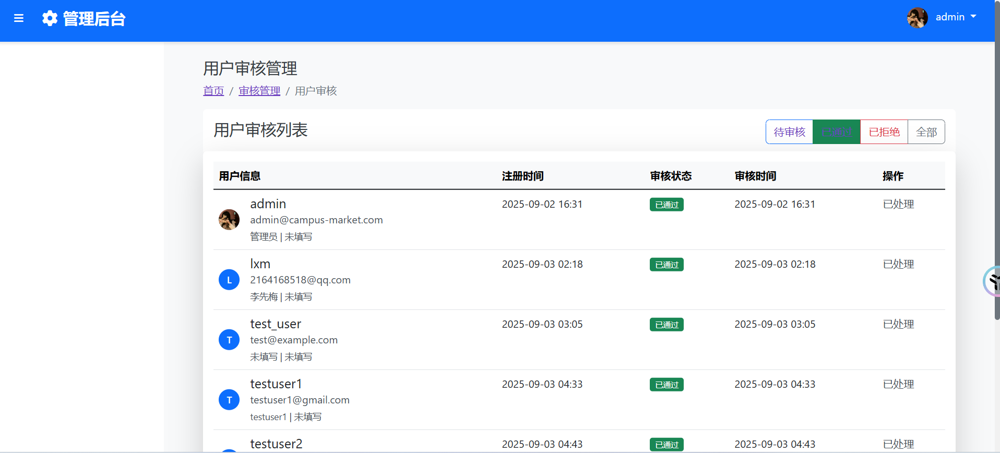 管理后台
admin
用户审核管理
首页 / 审核管理 / 用户审核
用户审核列表
待审核 已通过 已拒绝 全部
用户信息 注册时间 审核状态 审核时间 操作
admin 2025-09-02 16:31 已通过 2025-09-02 16:31 已处理
admin@campus-market.com
管理员 | 未填写
lxm 2025-09-03 02:18 已通过 2025-09-03 02:18 已处理
L 2164168518@qq.com
李先梅 | 未填写
test_user 2025-09-03 03:05 已通过 2025-09-03 03:05 已处理
T test@example.com
未填写 | 未填写
testuser1 2025-09-03 04:33 已通过 2025-09-03 04:33 已处理
T testuser1@gmail.com
testuser1 | 未填写
testuser2 2025-09-03 04:43 已通过 2025-09-03 04:43 已处理